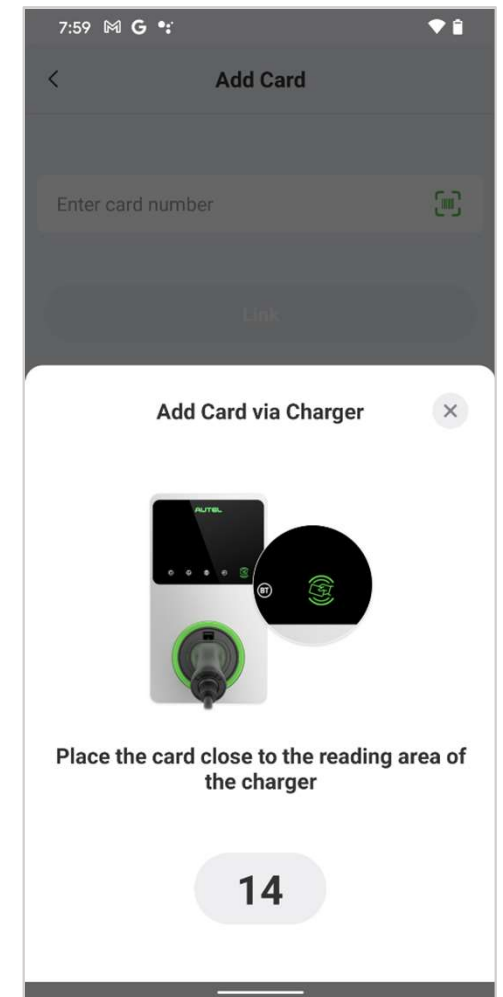 7:59 G
Add Card
Enter card number
Link
Add Card via Charger
AUTEL
BT
Place the card close to the reading area of
the charger
14